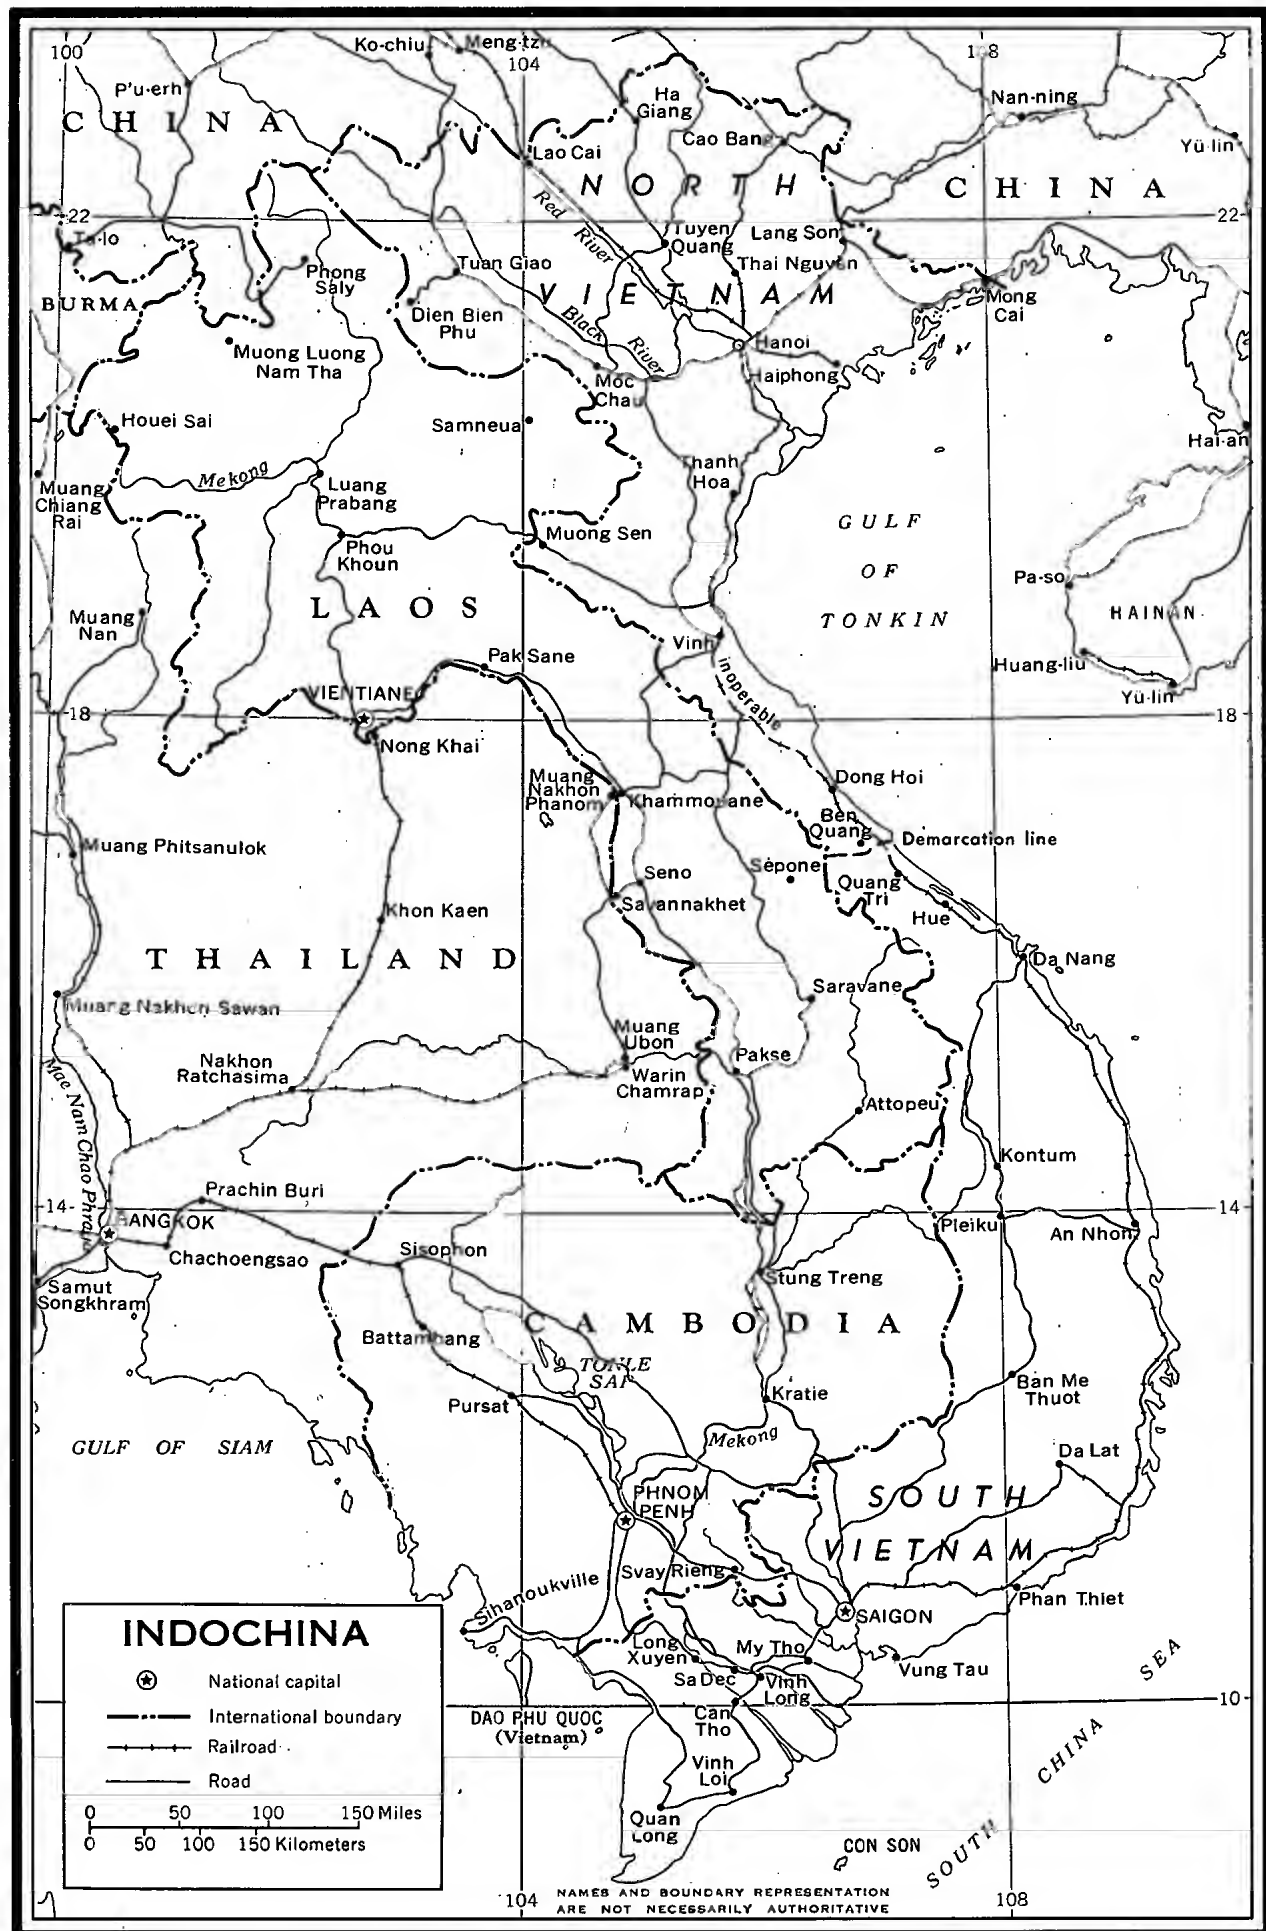 100
Ko-chiu
Meng-tzu
104
108
P'u-erh
Ha
Giang
Nan-ning
CHINA
Cao Bang
Yü-lin
Lao Cai
NORTH
CHINA
Red
River
22
Tuyen
Quang
Lang Son
22
Ta-lo
Phong
Saly
Tuan Giao
Thai Nguyen
BURMA
VIETNAM
Mong
Cai
Dien Bien
Phu
Black
River
Hanoi
Muong Luong
Nam Tha
Moc
Chau
Haiphong
Houei Sai
Samneua
Hai-an
Muang
Chiang
Rai
Mekong
Luang
Prabang
Thanh
Hoa
GULF
OF
TONKIN
Muong Sen
Phou
Khoun
Pa-so
LAOS
HAINAN
Muang
Nan
Vinh
Pak Sane
inoperable
Huang-liu
Yü-lin
VIENTIANE
18
18
Nong Khai
Muang
Nakhon
Phanom
Khammouane
Dong Hoi
Ben
Quang
Demarcation line
Muang Phitsanulok
Seno
Sépone
Quang
Tri
Savannakhet
Hue
Khon Kaen
THAILAND
Da Nang
Muang Nakhon Sawan
Saravane
Muang
Ubon
Nakhon
Ratchasima
Pakse
Warin
Chamrap
Mae Nam Chao Phraya
Attopeu
Kontum
Prachin Buri
14
14
BANGKOK
Pleiku
An Nhon
Chachoengsao
Sisophon
Samut
Songkhram
Stung Treng
CAMBODIA
Battambang
TONLE
SAP
Ban Me
Thuot
Pursat
Kratie
GULF OF SIAM
Mekong
Da Lat
PHNOM
PENH
SOUTH
VIETNAM
Svay Rieng
Sihanoukville
Phan Thiet
SAIGON
Long
Xuyen
My Tho
Vung Tau
Sa Dec
Vinh
Long
DAO PHU QUOC
(Vietnam)
Can
Tho
10
Vinh
Loi
Quan
Long
CON SON
SOUTH CHINA SEA
INDOCHINA
National capital
International boundary
Railroad
Road
0 50 100 150 Miles
0 50 100 150 Kilometers
104
NAMES AND BOUNDARY REPRESENTATION
ARE NOT NECESSARILY AUTHORITATIVE
108